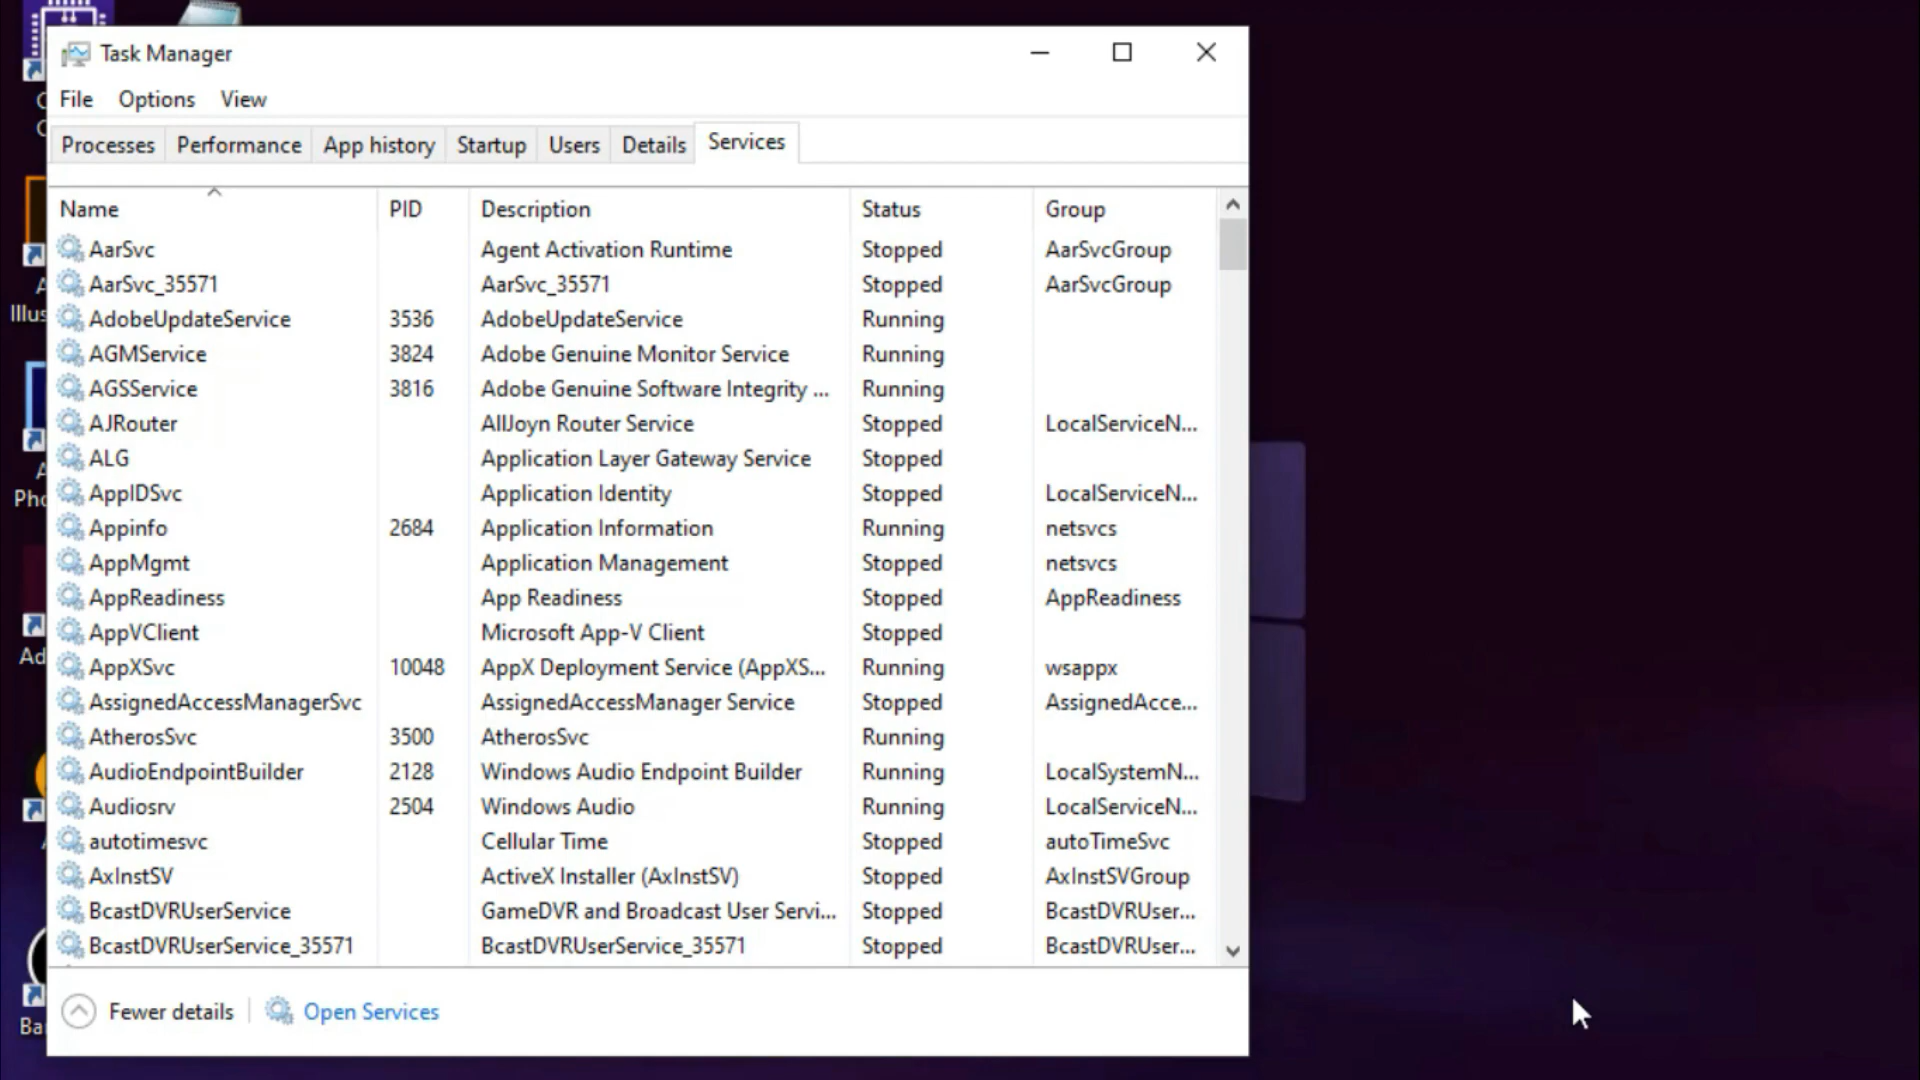 Task Manager
File Options View
Processes Performance App history Startup Users Details Services
Name PID Description Status Group
AarSvc Agent Activation Runtime Stopped AarSvcGroup
AarSvc_35571 AarSvc_35571 Stopped AarSvcGroup
AdobeUpdateService 3536 AdobeUpdateService Running
AGMService 3824 Adobe Genuine Monitor Service Running
AGSService 3816 Adobe Genuine Software Integrity ... Running
AJRouter AllJoyn Router Service Stopped LocalServiceN...
ALG Application Layer Gateway Service Stopped
AppIDSvc Application Identity Stopped LocalServiceN...
Appinfo 2684 Application Information Running netsvcs
AppMgmt Application Management Stopped netsvcs
AppReadiness App Readiness Stopped AppReadiness
AppVClient Microsoft App-V Client Stopped
AppXSvc 10048 AppX Deployment Service (AppXS... Running wsappx
AssignedAccessManagerSvc AssignedAccessManager Service Stopped AssignedAcce...
AtherosSvc 3500 AtherosSvc Running
AudioEndpointBuilder 2128 Windows Audio Endpoint Builder Running LocalSystemN...
Audiosrv 2504 Windows Audio Running LocalServiceN...
autotimesvc Cellular Time Stopped autoTimeSvc
AxInstSV ActiveX Installer (AxInstSV) Stopped AxInstSVGroup
BcastDVRUserService GameDVR and Broadcast User Servi... Stopped BcastDVRUser...
BcastDVRUserService_35571 BcastDVRUserService_35571 Stopped BcastDVRUser...
Fewer details Open Services